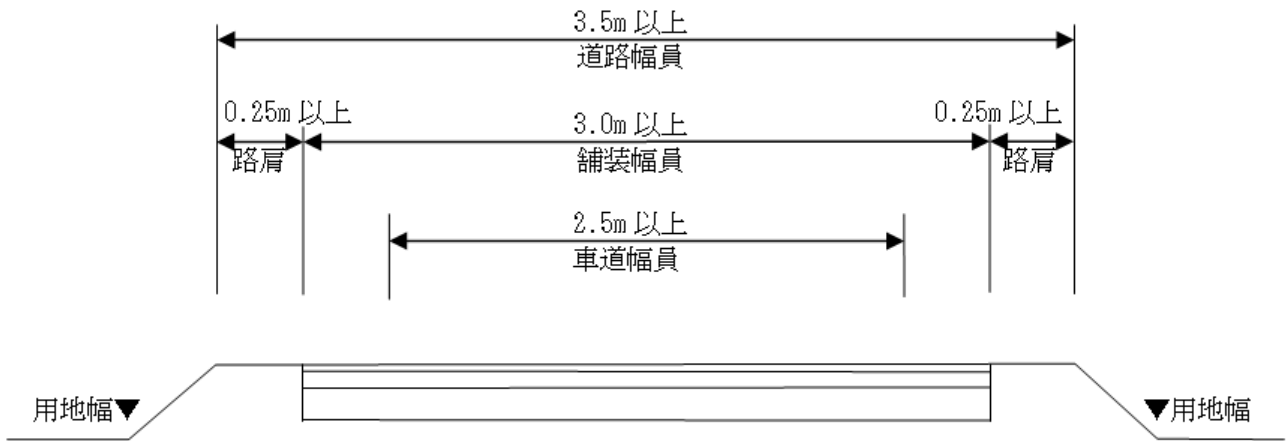 3.5m 以上
道路幅員
0.25m 以上
3.0m 以上
0.25m 以上
路肩
舗装幅員
路肩
2.5m 以上
車道幅員
用地幅▼
▼用地幅